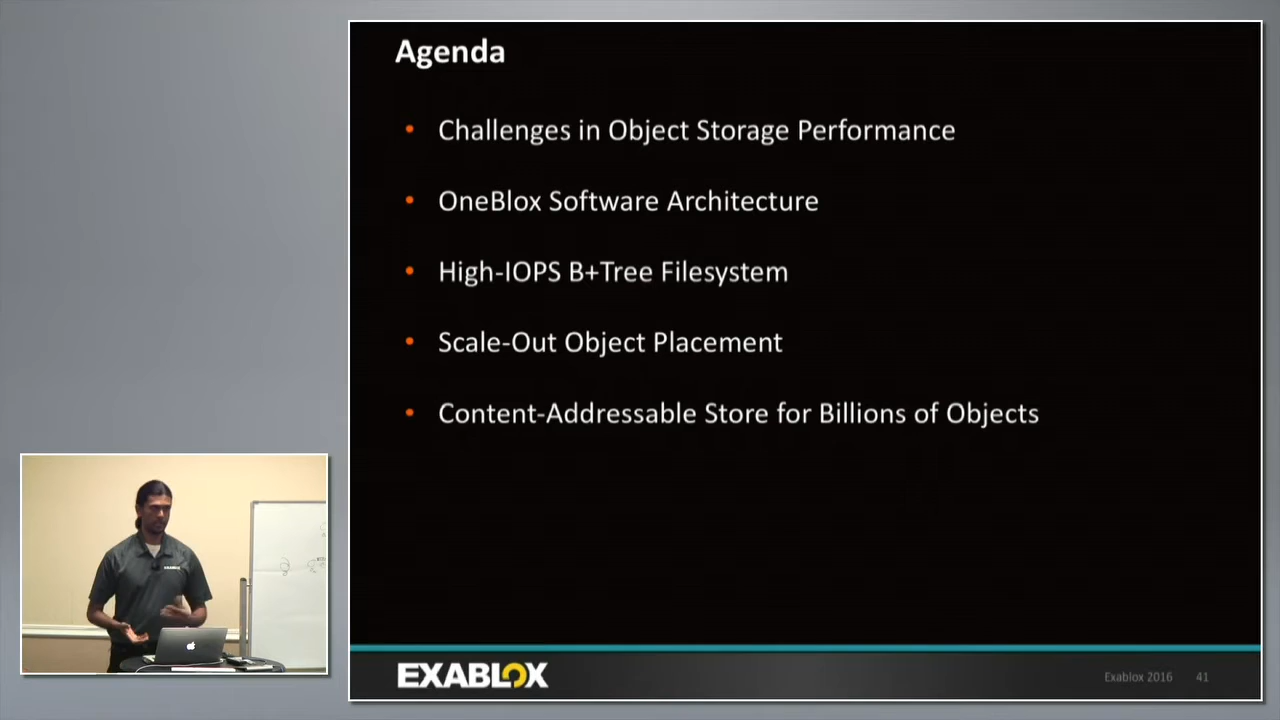 Agenda
• Challenges in Object Storage Performance
• OneBlox Software Architecture
• High-IOPS B+Tree Filesystem
• Scale-Out Object Placement
• Content-Addressable Store for Billions of Objects
EXABLOX
EXABLOX
Exablox 2016 41